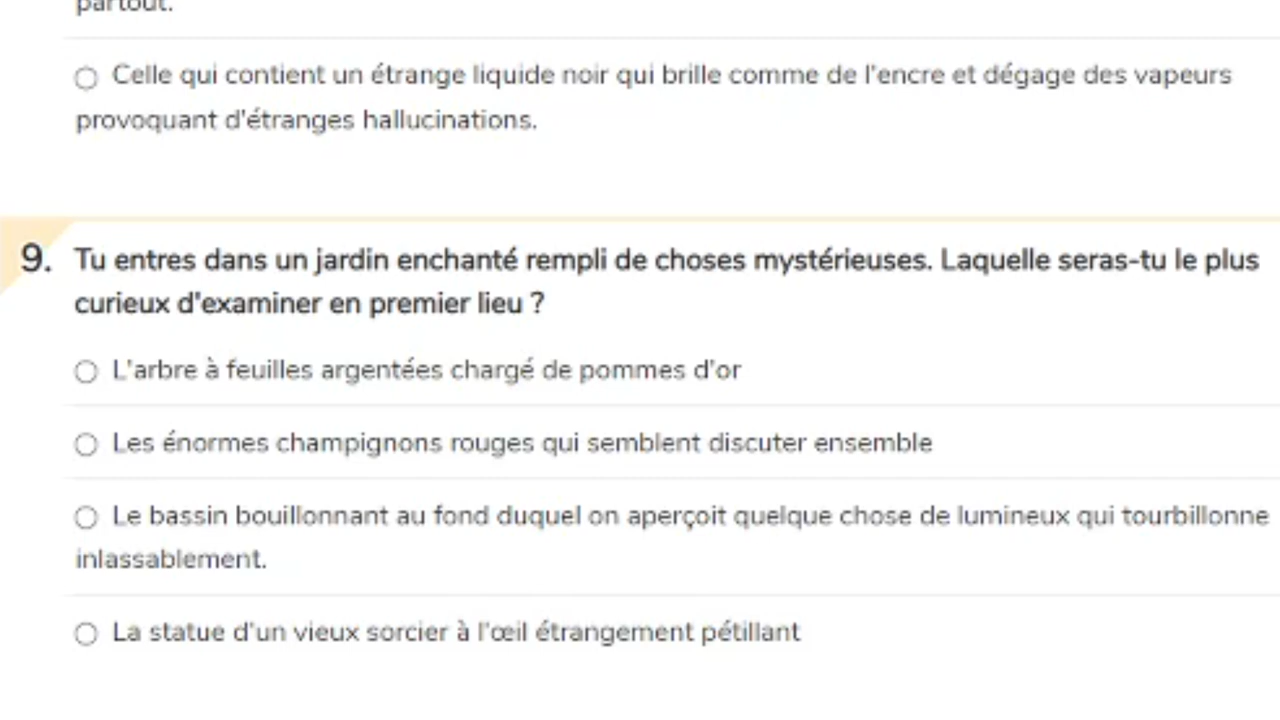 partout.
Celle qui contient un étrange liquide noir qui brille comme de l'encre et dégage des vapeurs
provoquant d'étranges hallucinations.
9. Tu entres dans un jardin enchanté rempli de choses mystérieuses. Laquelle seras-tu le plus
curieux d'examiner en premier lieu ?
L'arbre à feuilles argentées chargé de pommes d'or
Les énormes champignons rouges qui semblent discuter ensemble
Le bassin bouillonnant au fond duquel on aperçoit quelque chose de lumineux qui tourbillonne
inlassablement.
La statue d'un vieux sorcier à l'œil étrangement pétillant